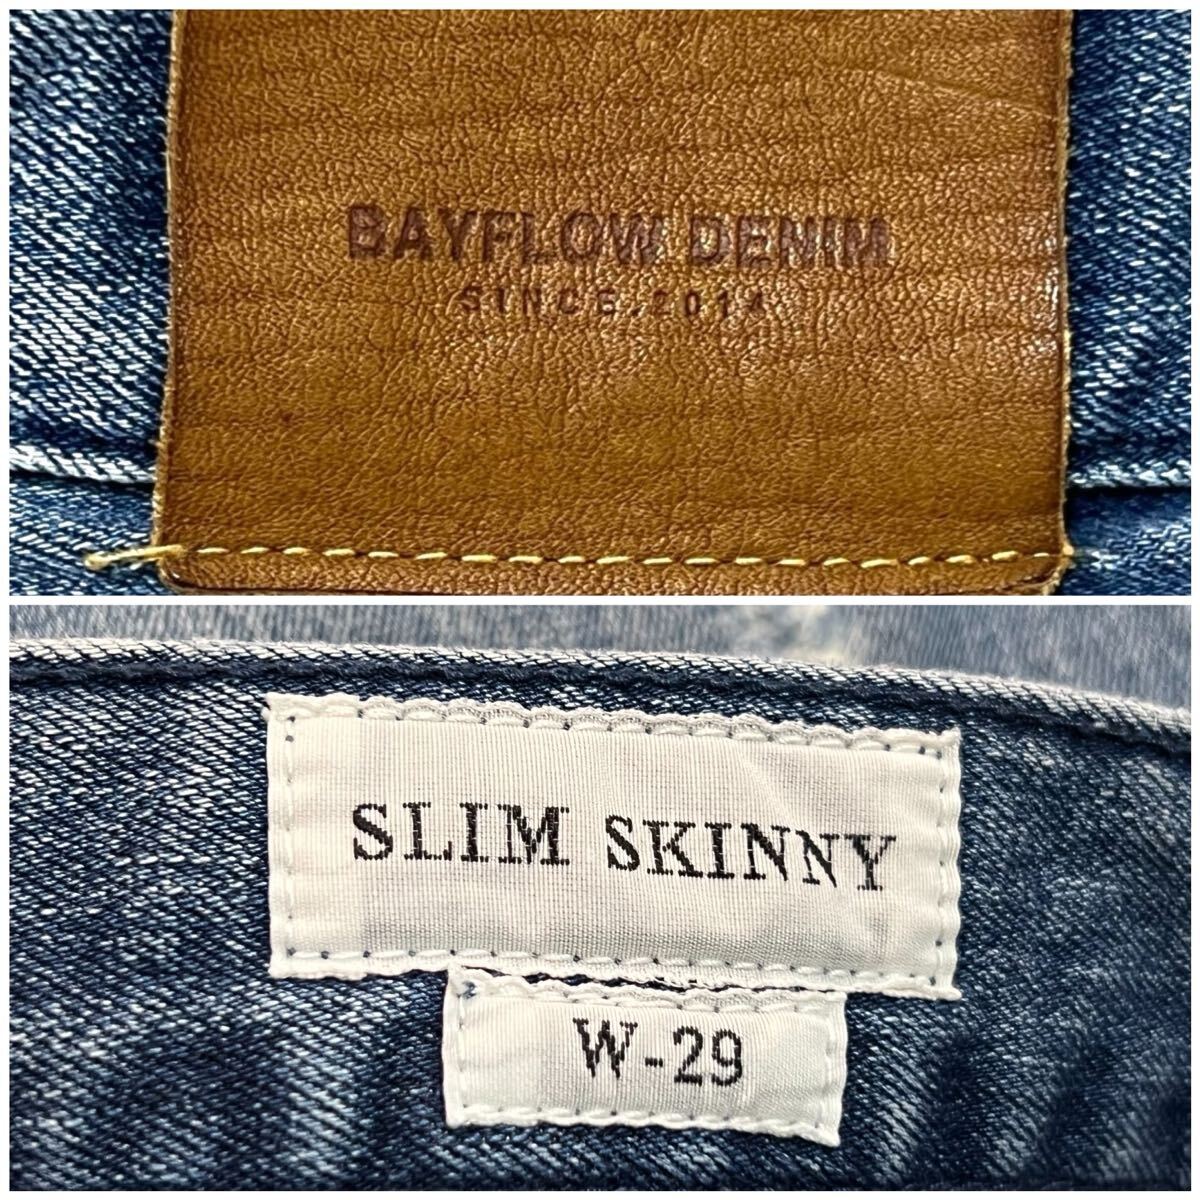 BAYFLOW DENIM
SINCE.2014
SLIM SKINNY
W-29